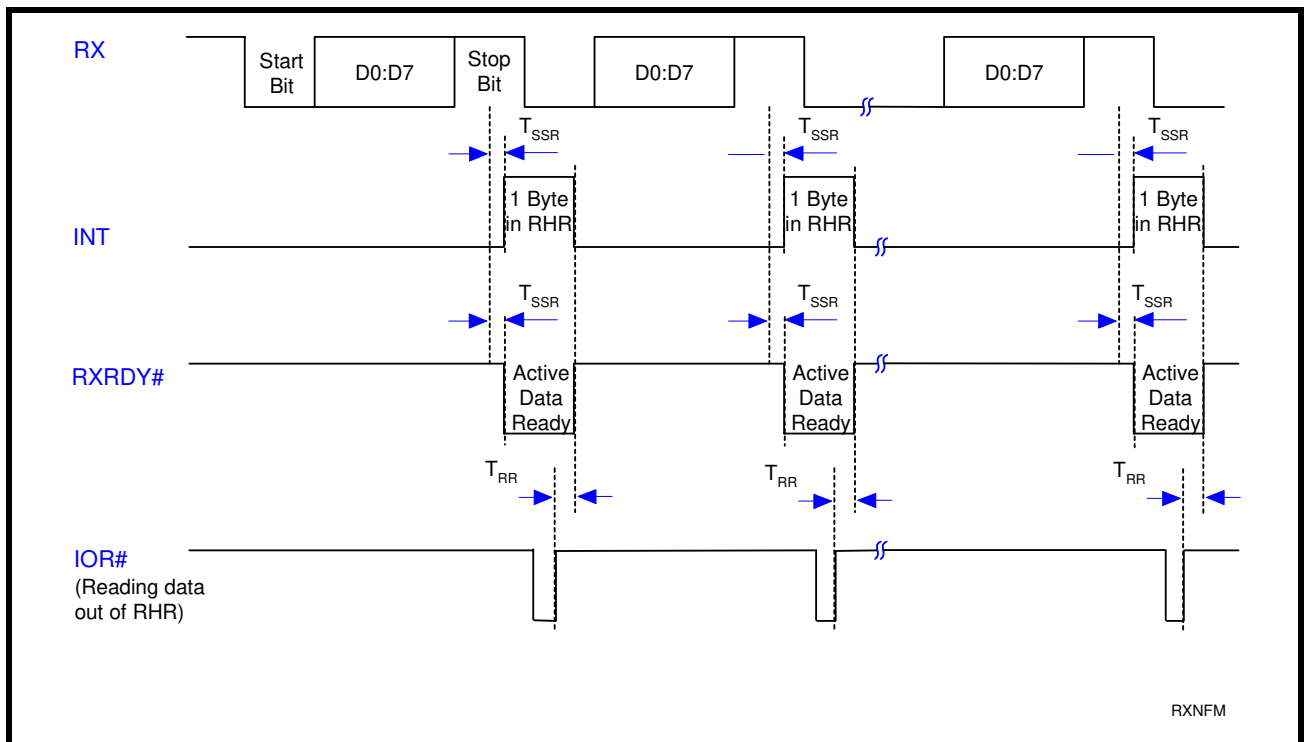 RX
Start
Bit
D0:D7
Stop
Bit
D0:D7
D0:D7
TSSR
TSSR
TSSR
INT
1 Byte
in RHR
1 Byte
in RHR
1 Byte
in RHR
TSSR
TSSR
TSSR
RXRDY#
Active
Data
Ready
Active
Data
Ready
Active
Data
Ready
TRR
TRR
TRR
IOR#
(Reading data
out of RHR)
RXNFM